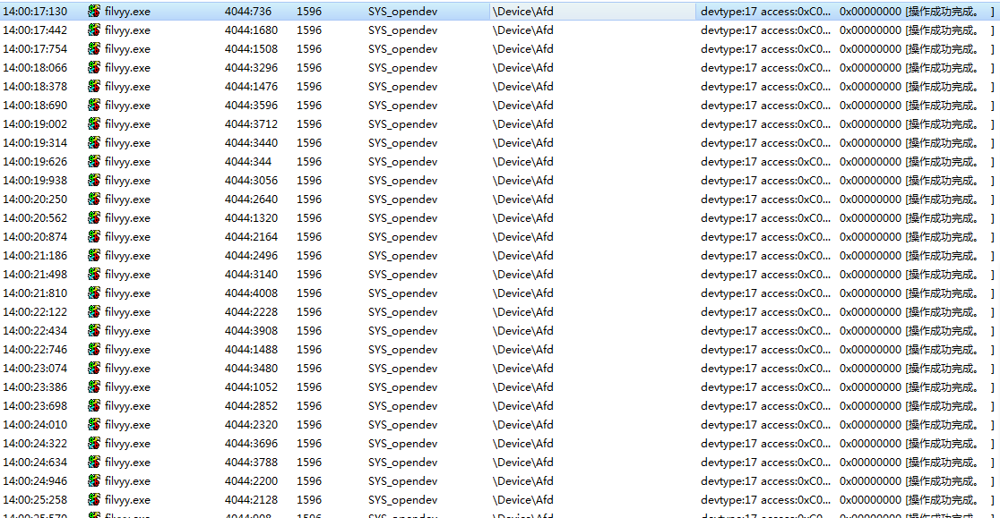 14:00:17:130 filvyy.exe 4044:736 1596 SYS_opendev \Device\Afd devtype:17 access:0xC0... 0x00000000 [操作成功完成。 ]
14:00:17:442 filvyy.exe 4044:1680 1596 SYS_opendev \Device\Afd devtype:17 access:0xC0... 0x00000000 [操作成功完成。 ]
14:00:17:754 filvyy.exe 4044:1508 1596 SYS_opendev \Device\Afd devtype:17 access:0xC0... 0x00000000 [操作成功完成。 ]
14:00:18:066 filvyy.exe 4044:3296 1596 SYS_opendev \Device\Afd devtype:17 access:0xC0... 0x00000000 [操作成功完成。 ]
14:00:18:378 filvyy.exe 4044:1476 1596 SYS_opendev \Device\Afd devtype:17 access:0xC0... 0x00000000 [操作成功完成。 ]
14:00:18:690 filvyy.exe 4044:3596 1596 SYS_opendev \Device\Afd devtype:17 access:0xC0... 0x00000000 [操作成功完成。 ]
14:00:19:002 filvyy.exe 4044:3712 1596 SYS_opendev \Device\Afd devtype:17 access:0xC0... 0x00000000 [操作成功完成。 ]
14:00:19:314 filvyy.exe 4044:3440 1596 SYS_opendev \Device\Afd devtype:17 access:0xC0... 0x00000000 [操作成功完成。 ]
14:00:19:626 filvyy.exe 4044:344 1596 SYS_opendev \Device\Afd devtype:17 access:0xC0... 0x00000000 [操作成功完成。 ]
14:00:19:938 filvyy.exe 4044:3056 1596 SYS_opendev \Device\Afd devtype:17 access:0xC0... 0x00000000 [操作成功完成。 ]
14:00:20:250 filvyy.exe 4044:2640 1596 SYS_opendev \Device\Afd devtype:17 access:0xC0... 0x00000000 [操作成功完成。 ]
14:00:20:562 filvyy.exe 4044:1320 1596 SYS_opendev \Device\Afd devtype:17 access:0xC0... 0x00000000 [操作成功完成。 ]
14:00:20:874 filvyy.exe 4044:2164 1596 SYS_opendev \Device\Afd devtype:17 access:0xC0... 0x00000000 [操作成功完成。 ]
14:00:21:186 filvyy.exe 4044:2496 1596 SYS_opendev \Device\Afd devtype:17 access:0xC0... 0x00000000 [操作成功完成。 ]
14:00:21:498 filvyy.exe 4044:3140 1596 SYS_opendev \Device\Afd devtype:17 access:0xC0... 0x00000000 [操作成功完成。 ]
14:00:21:810 filvyy.exe 4044:4008 1596 SYS_opendev \Device\Afd devtype:17 access:0xC0... 0x00000000 [操作成功完成。 ]
14:00:22:122 filvyy.exe 4044:2228 1596 SYS_opendev \Device\Afd devtype:17 access:0xC0... 0x00000000 [操作成功完成。 ]
14:00:22:434 filvyy.exe 4044:3908 1596 SYS_opendev \Device\Afd devtype:17 access:0xC0... 0x00000000 [操作成功完成。 ]
14:00:22:746 filvyy.exe 4044:1488 1596 SYS_opendev \Device\Afd devtype:17 access:0xC0... 0x00000000 [操作成功完成。 ]
14:00:23:074 filvyy.exe 4044:3480 1596 SYS_opendev \Device\Afd devtype:17 access:0xC0... 0x00000000 [操作成功完成。 ]
14:00:23:386 filvyy.exe 4044:1052 1596 SYS_opendev \Device\Afd devtype:17 access:0xC0... 0x00000000 [操作成功完成。 ]
14:00:23:698 filvyy.exe 4044:2852 1596 SYS_opendev \Device\Afd devtype:17 access:0xC0... 0x00000000 [操作成功完成。 ]
14:00:24:010 filvyy.exe 4044:2320 1596 SYS_opendev \Device\Afd devtype:17 access:0xC0... 0x00000000 [操作成功完成。 ]
14:00:24:322 filvyy.exe 4044:3696 1596 SYS_opendev \Device\Afd devtype:17 access:0xC0... 0x00000000 [操作成功完成。 ]
14:00:24:634 filvyy.exe 4044:3788 1596 SYS_opendev \Device\Afd devtype:17 access:0xC0... 0x00000000 [操作成功完成。 ]
14:00:24:946 filvyy.exe 4044:2200 1596 SYS_opendev \Device\Afd devtype:17 access:0xC0... 0x00000000 [操作成功完成。 ]
14:00:25:258 filvyy.exe 4044:2128 1596 SYS_opendev \Device\Afd devtype:17 access:0xC0... 0x00000000 [操作成功完成。 ]